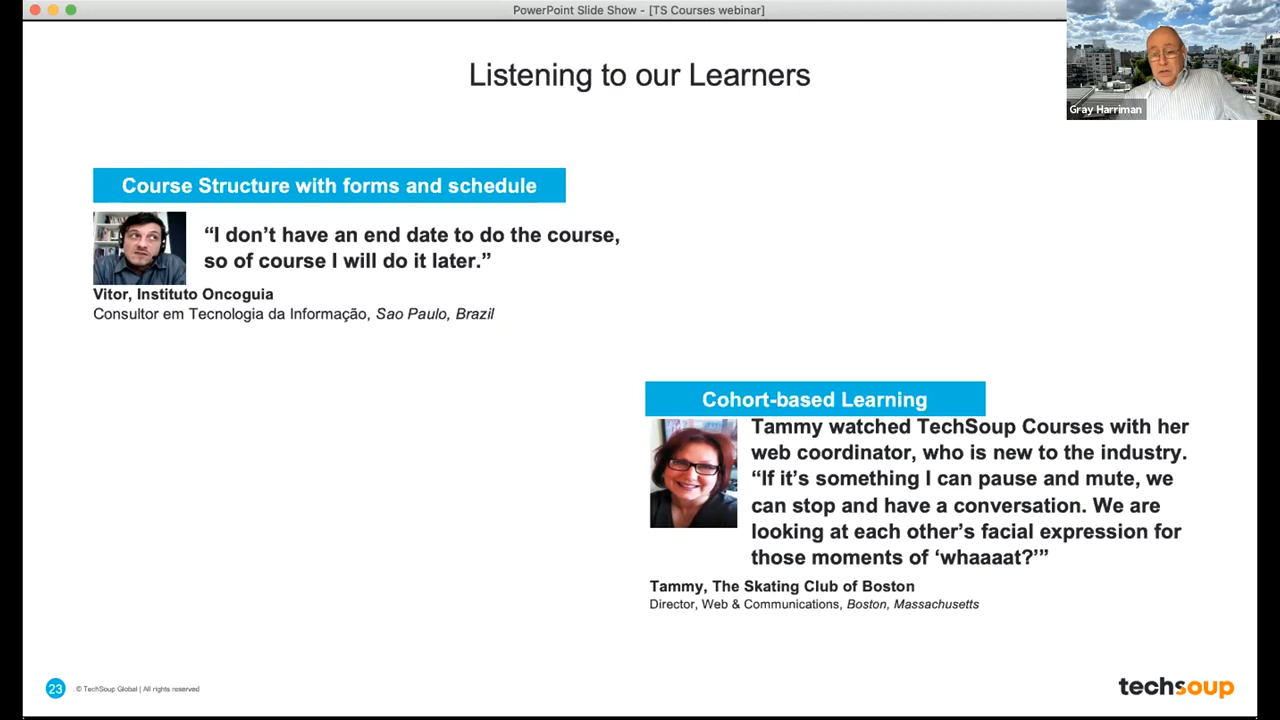 PowerPoint Slide Show - [TS Courses webinar]
Gray Harriman
Listening to our Learners
Course Structure with forms and schedule
“I don’t have an end date to do the course,
so of course I will do it later.”
Vitor, Instituto Oncoguia
Consultor em Tecnologia da Informação, Sao Paulo, Brazil
Cohort-based Learning
Tammy watched TechSoup Courses with her
web coordinator, who is new to the industry.
“If it’s something I can pause and mute, we
can stop and have a conversation. We are
looking at each other’s facial expression for
those moments of ‘whaaaat?’”
Tammy, The Skating Club of Boston
Director, Web & Communications, Boston, Massachusetts
23 © TechSoup Global | All rights reserved
techsoup